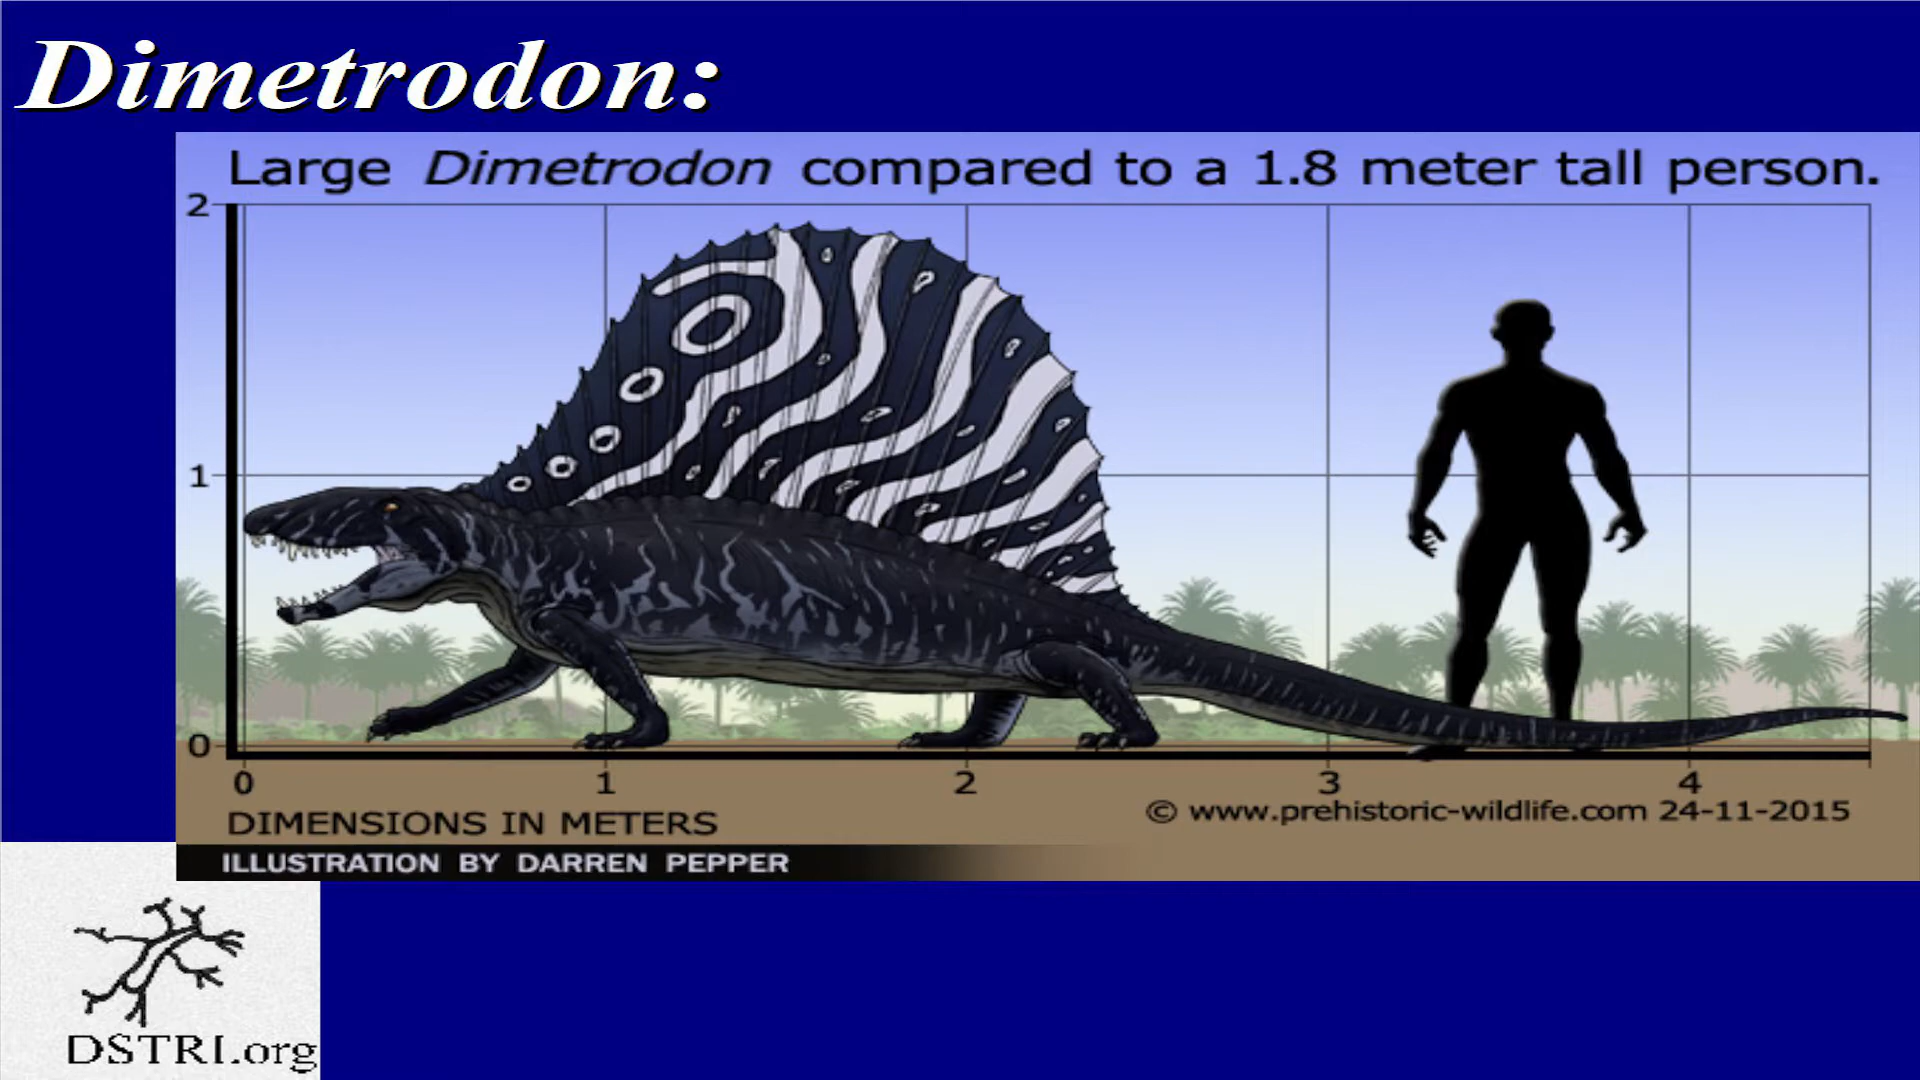 Dimetrodon:
Large Dimetrodon compared to a 1.8 meter tall person.
2
1
0
0 1 2 3 4
DIMENSIONS IN METERS
© www.prehistoric-wildlife.com 24-11-2015
ILLUSTRATION BY DARREN PEPPER
DSTRI.org